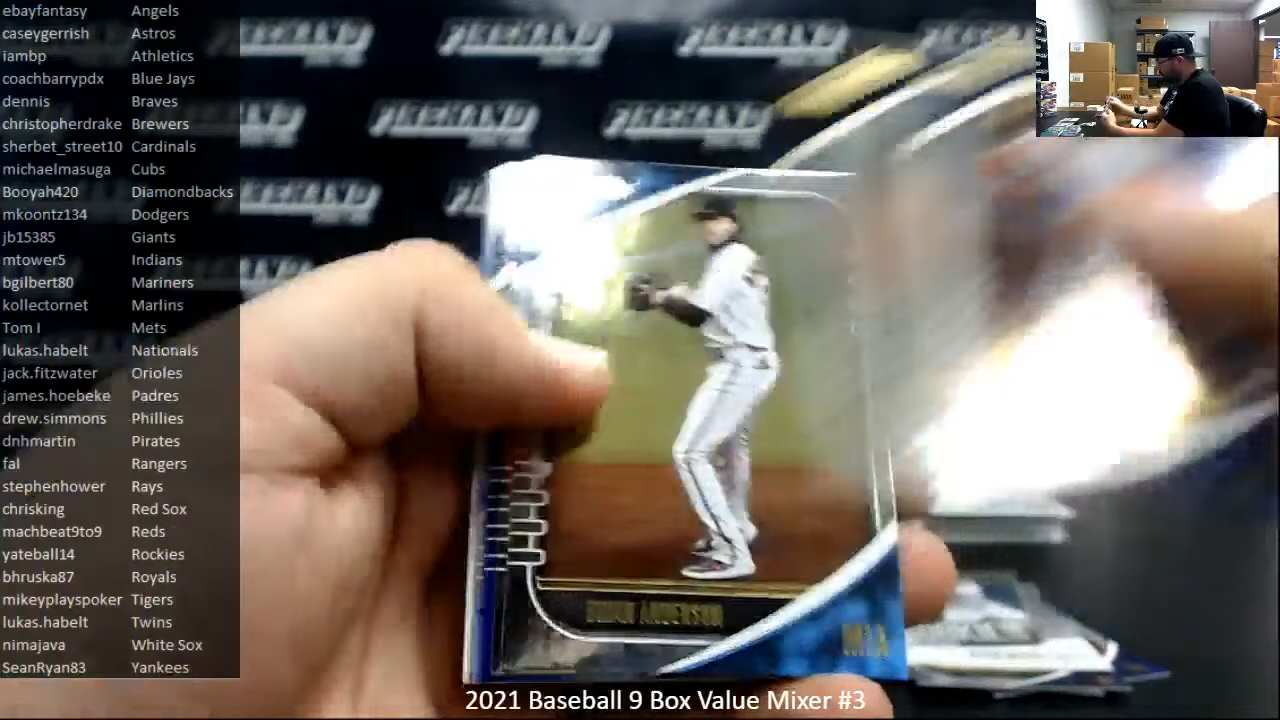 ebayfantasy Angels
caseygerrish Astros
iambp Athletics
coachbarrypdx Blue Jays
dennis Braves
christopherdrake Brewers
sherbet_street10 Cardinals
michaelmasuga Cubs
Booyah420 Diamondbacks
mkoontz134 Dodgers
jb15385 Giants
mtower5 Indians
bgilbert80 Mariners
kollectornet Marlins
Tom I Mets
lukas.habelt Nationals
jack.fitzwater Orioles
james.hoebeke Padres
drew.simmons Phillies
dnhmartin Pirates
fal Rangers
stephenhower Rays
chrisking Red Sox
machbeat9to9 Reds
yateball14 Rockies
bhruska87 Royals
mikeyplayspoker Tigers
lukas.habelt Twins
nimajava White Sox
SeanRyan83 Yankees
ANDERSON
MIA
2021 Baseball 9 Box Value Mixer #3